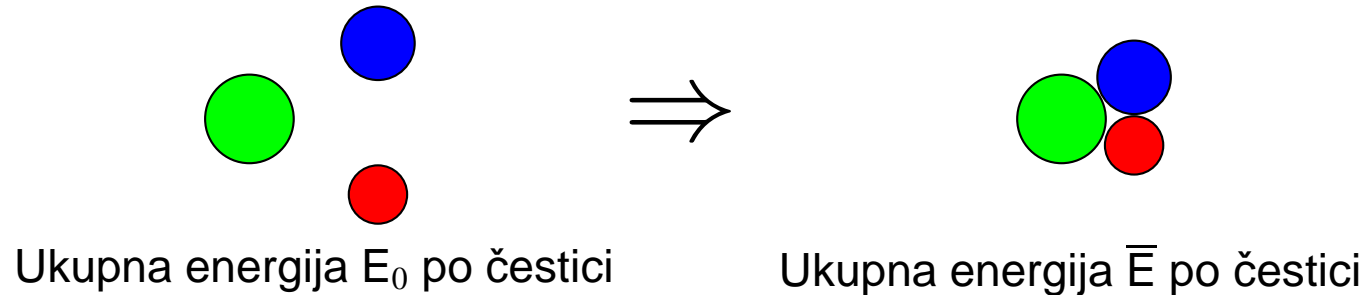 Ukupna energija E₀ po čestici
Ukupna energija E̅ po čestici